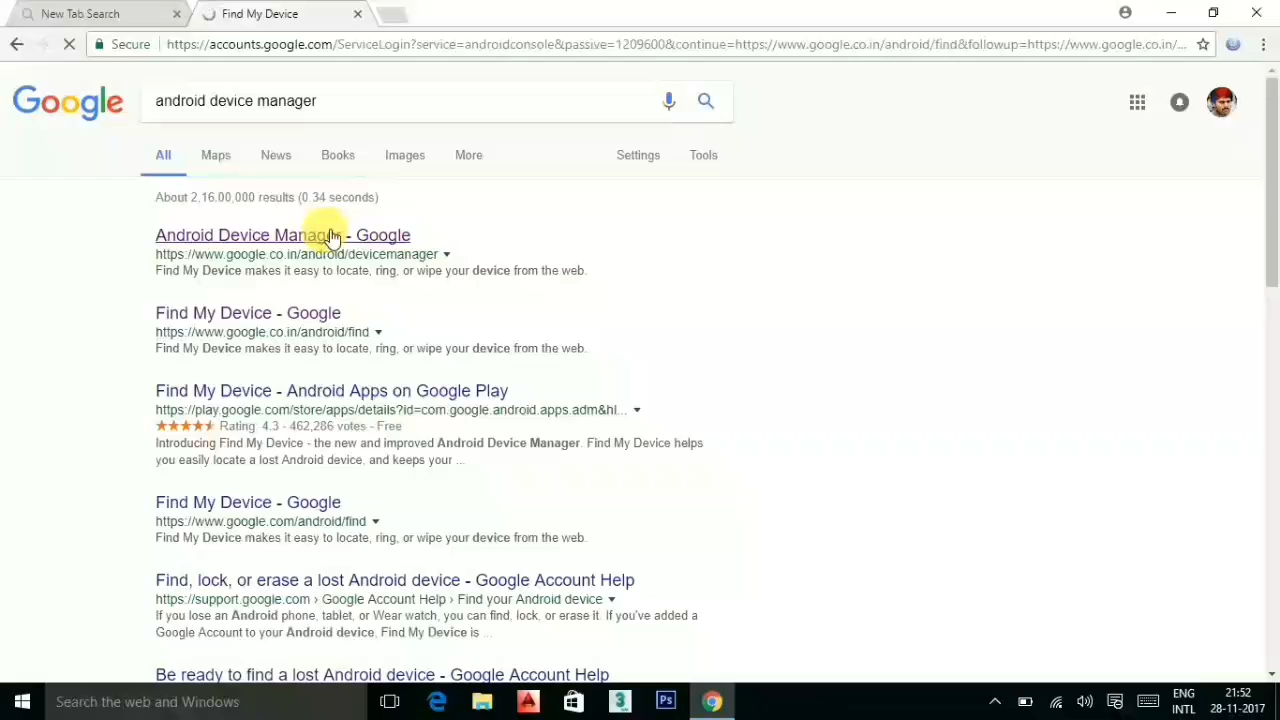 New Tab Search
Find My Device
Secure https://accounts.google.com/ServiceLogin?service=androidconsole&passive=1209600&continue=https://www.google.co.in/android/find&followup=https://www.google.co.in/...
Google
android device manager
All Maps News Books Images More Settings Tools
About 2,16,00,000 results (0.34 seconds)
Android Device Manager - Google
https://www.google.co.in/android/devicemanager
Find My Device makes it easy to locate, ring, or wipe your device from the web.
Find My Device - Google
https://www.google.co.in/android/find
Find My Device makes it easy to locate, ring, or wipe your device from the web.
Find My Device - Android Apps on Google Play
https://play.google.com/store/apps/details?id=com.google.android.apps.adm&hl...
Rating 4.3 - 462,286 votes - Free
Introducing Find My Device - the new and improved Android Device Manager. Find My Device helps
you easily locate a lost Android device, and keeps your ...
Find My Device - Google
https://www.google.com/android/find
Find My Device makes it easy to locate, ring, or wipe your device from the web.
Find, lock, or erase a lost Android device - Google Account Help
https://support.google.com › Google Account Help › Find your Android device
If you lose an Android phone, tablet, or Wear watch, you can find, lock, or erase it. If you've added a
Google Account to your Android device, Find My Device is ...
Be ready to find a lost Android device - Google Account Help
Search the web and Windows
3
Ps
ENG
INTL
21:52
28-11-2017